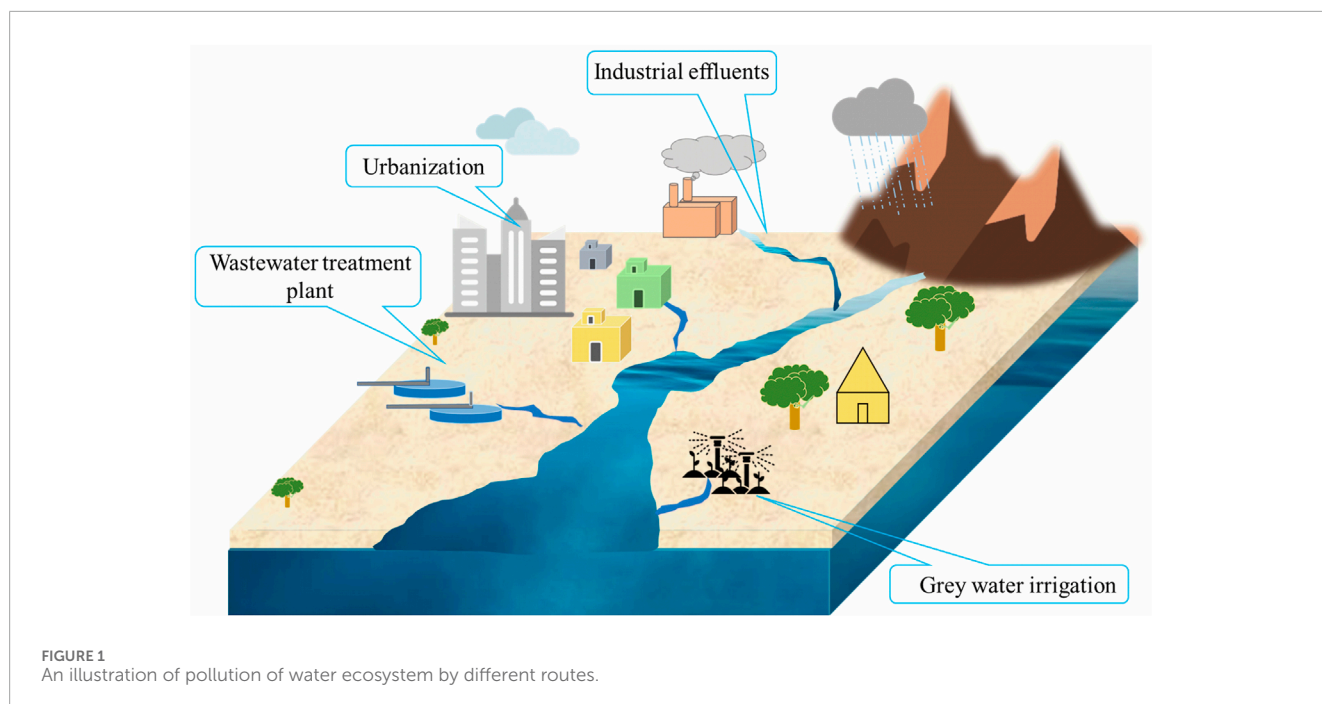 Industrial effluents
Urbanization
Wastewater treatment
plant
Grey water irrigation
FIGURE 1
An illustration of pollution of water ecosystem by different routes.